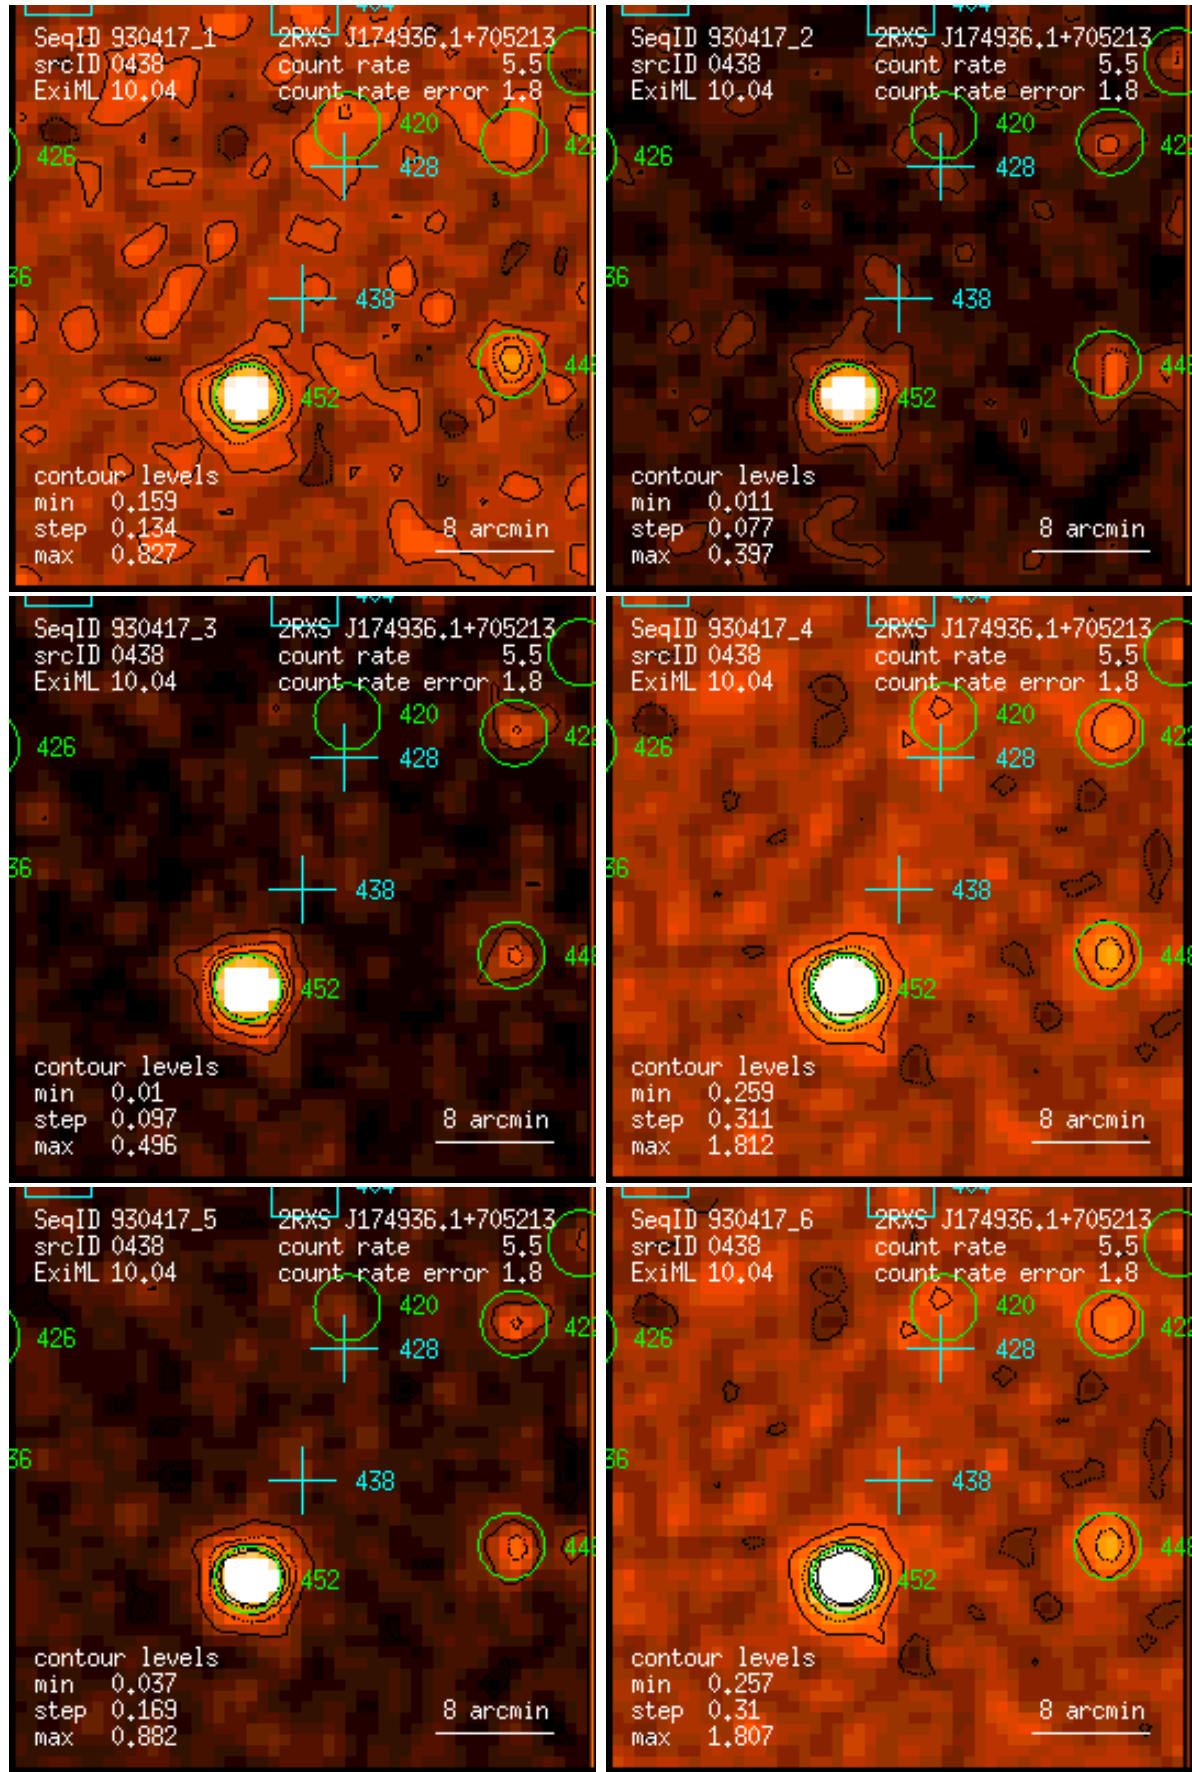 SeqID 930417_1 2RXS J174936.1+705213
srcID 0438 count rate 5.5
ExiML 10.04 count rate error 1.8
420
426
428
36
438
448
452
contour levels
min 0.159
step 0.134 8 arcmin
max 0.827
SeqID 930417_2 2RXS J174936.1+705213
srcID 0438 count rate 5.5
ExiML 10.04 count rate error 1.8
420
426
428
36
438
448
452
contour levels
min 0.011
step 0.077 8 arcmin
max 0.397
SeqID 930417_3 2RXS J174936.1+705213
srcID 0438 count rate 5.5
ExiML 10.04 count rate error 1.8
420
426
428
36
438
448
452
contour levels
min 0.01
step 0.097 8 arcmin
max 0.496
SeqID 930417_4 2RXS J174936.1+705213
srcID 0438 count rate 5.5
ExiML 10.04 count rate error 1.8
420
426
428
36
438
448
452
contour levels
min 0.259
step 0.311 8 arcmin
max 1.812
SeqID 930417_5 2RXS J174936.1+705213
srcID 0438 count rate 5.5
ExiML 10.04 count rate error 1.8
420
426
428
36
438
448
452
contour levels
min 0.037
step 0.169 8 arcmin
max 0.882
SeqID 930417_6 2RXS J174936.1+705213
srcID 0438 count rate 5.5
ExiML 10.04 count rate error 1.8
420
426
428
36
438
448
452
contour levels
min 0.257
step 0.31 8 arcmin
max 1.807